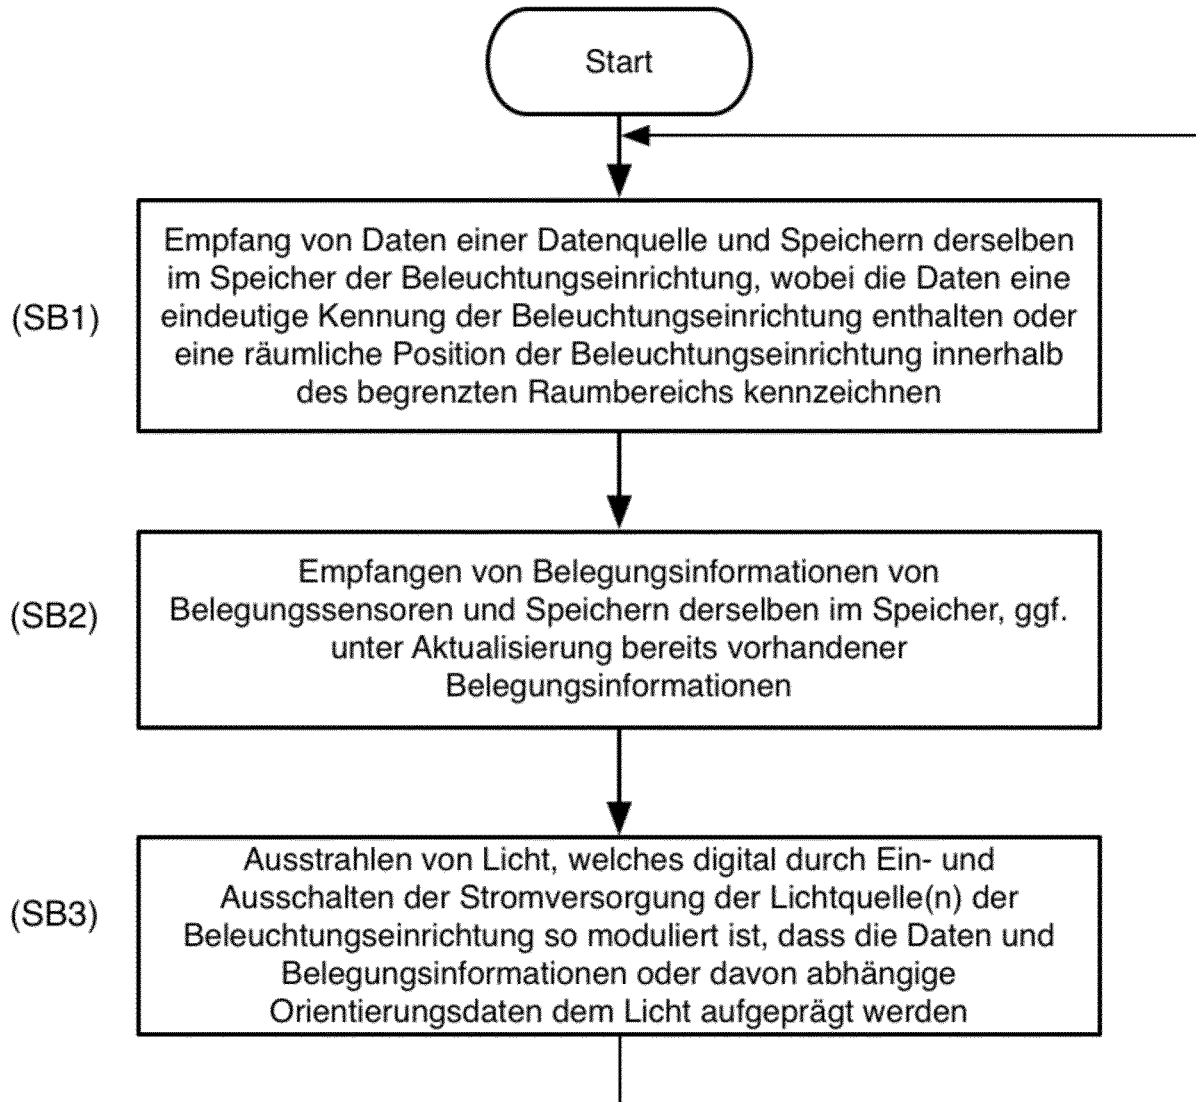 Start
(SB1)
Empfang von Daten einer Datenquelle und Speichern derselben
im Speicher der Beleuchtungseinrichtung, wobei die Daten eine
eindeutige Kennung der Beleuchtungseinrichtung enthalten oder
eine räumliche Position der Beleuchtungseinrichtung innerhalb
des begrenzten Raumbereichs kennzeichnen
(SB2)
Empfangen von Belegungsinformationen von
Belegungssensoren und Speichern derselben im Speicher, ggf.
unter Aktualisierung bereits vorhandener
Belegungsinformationen
(SB3)
Ausstrahlen von Licht, welches digital durch Ein- und
Ausschalten der Stromversorgung der Lichtquelle(n) der
Beleuchtungseinrichtung so moduliert ist, dass die Daten und
Belegungsinformationen oder davon abhängige
Orientierungsdaten dem Licht aufgeprägt werden